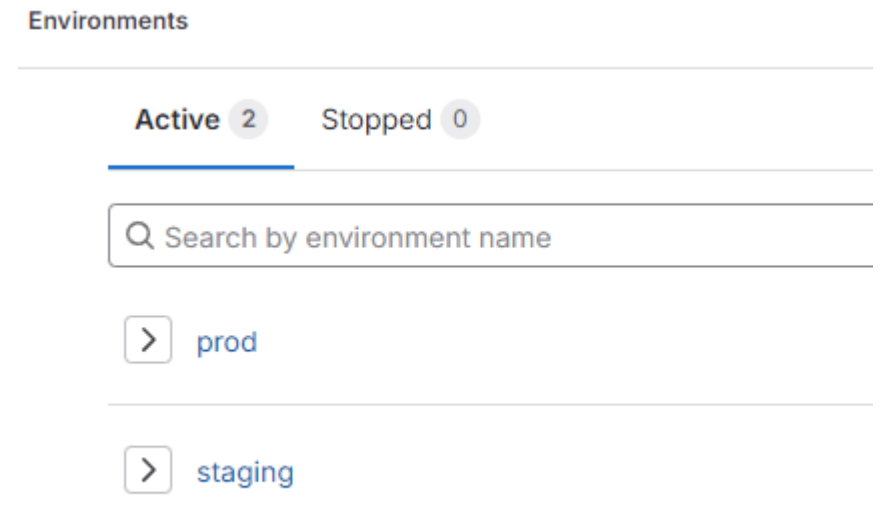 Environments
Active 2 Stopped 0
Search by environment name
prod
staging